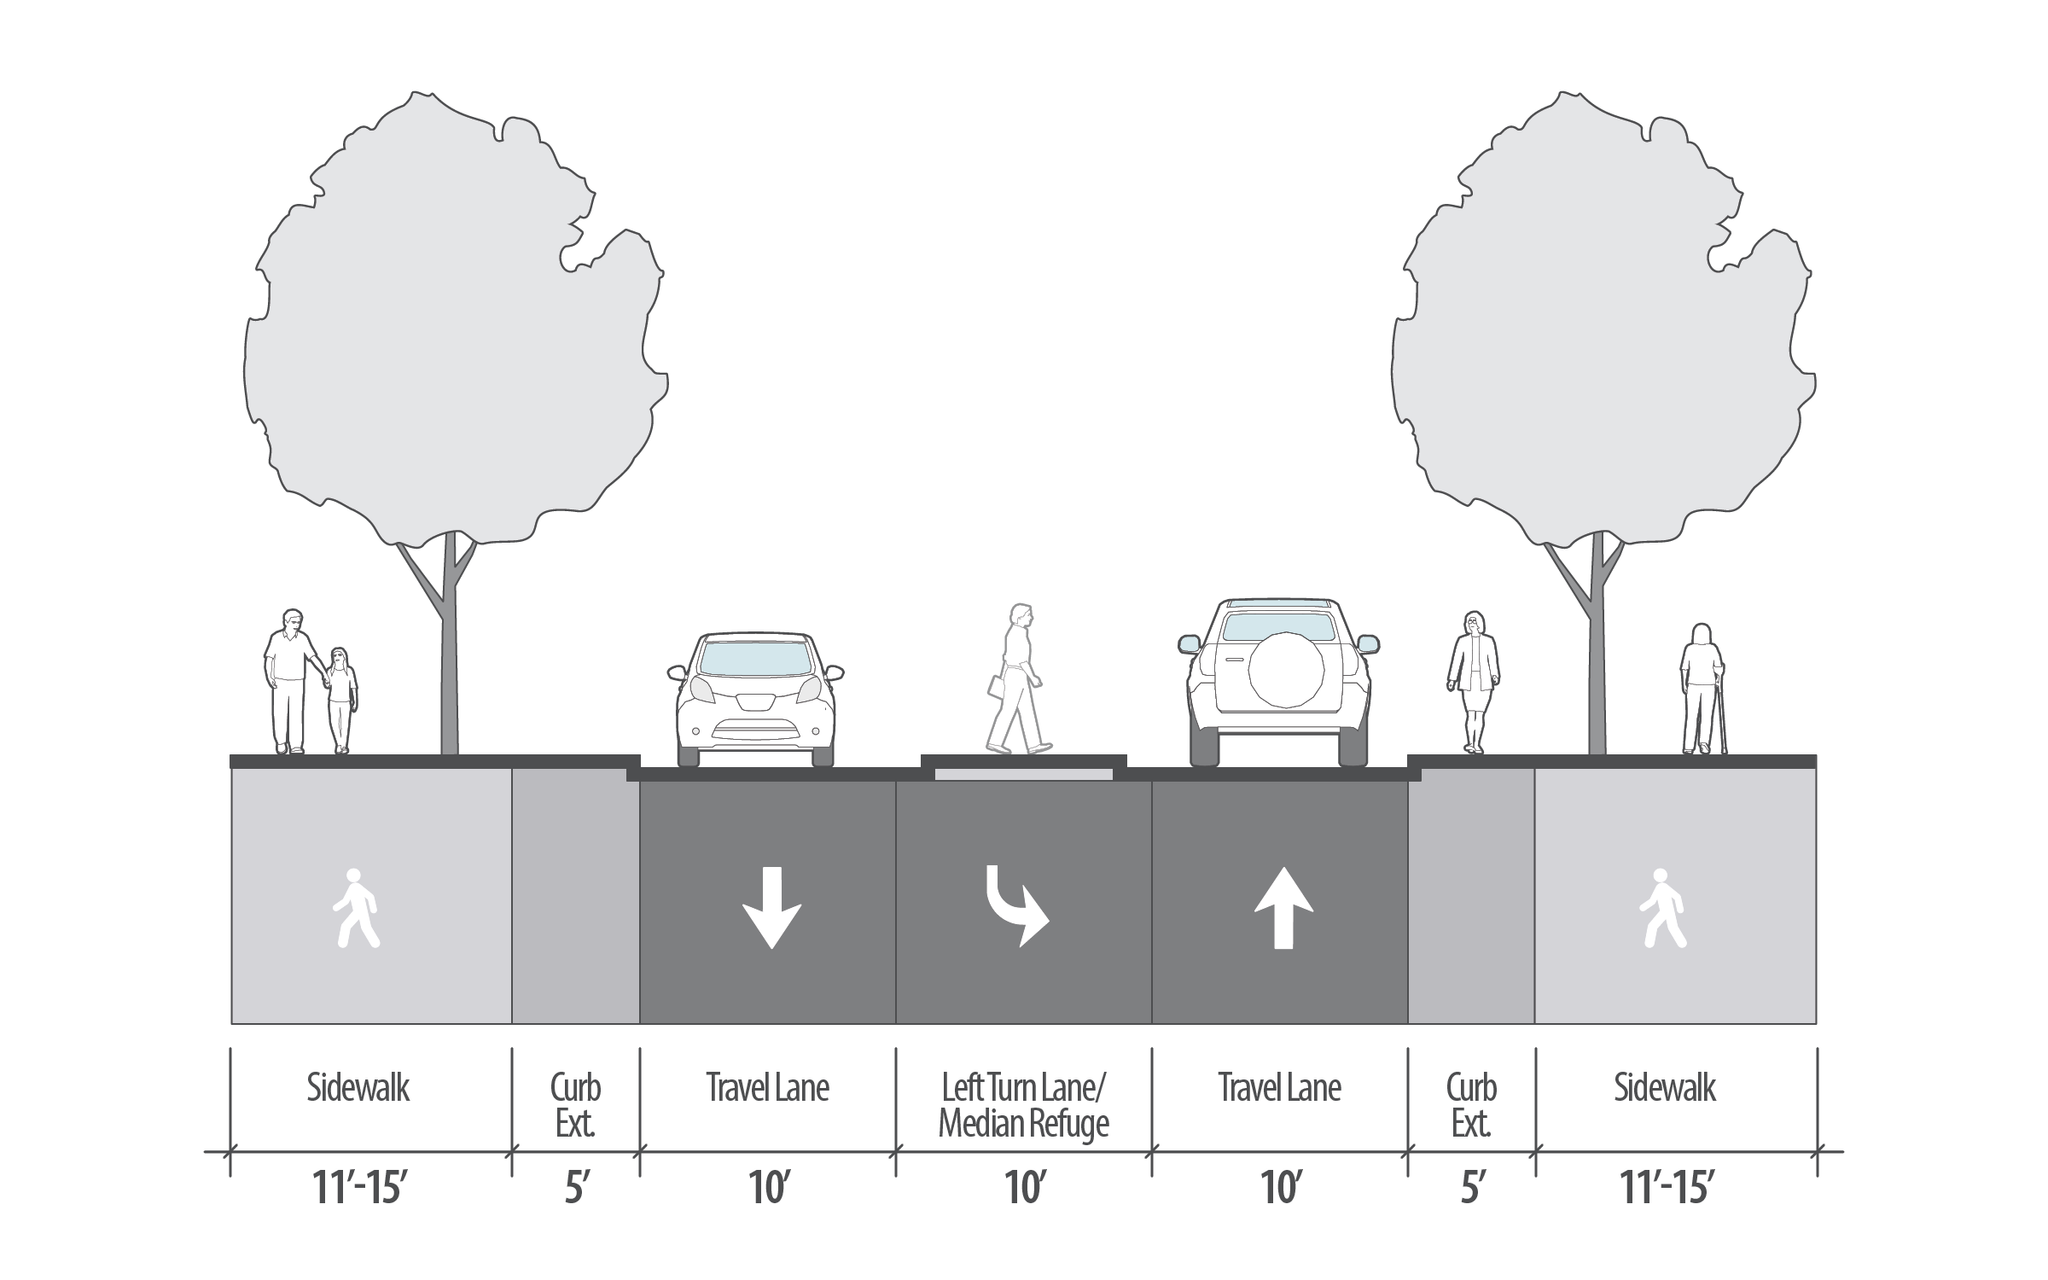 Sidewalk
Curb
Ext.
Travel Lane
Left Turn Lane/
Median Refuge
Travel Lane
Curb
Ext.
Sidewalk
11′-15′
5′
10′
10′
10′
5′
11′-15′